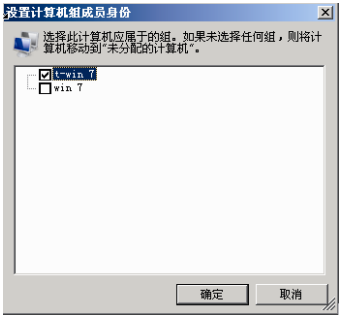 设置计算机组成员身份
选择此计算机应属于的组。如果未选择任何组，则将计
算机移动到"未分配的计算机"。
t-win 7
win 7
确定
取消